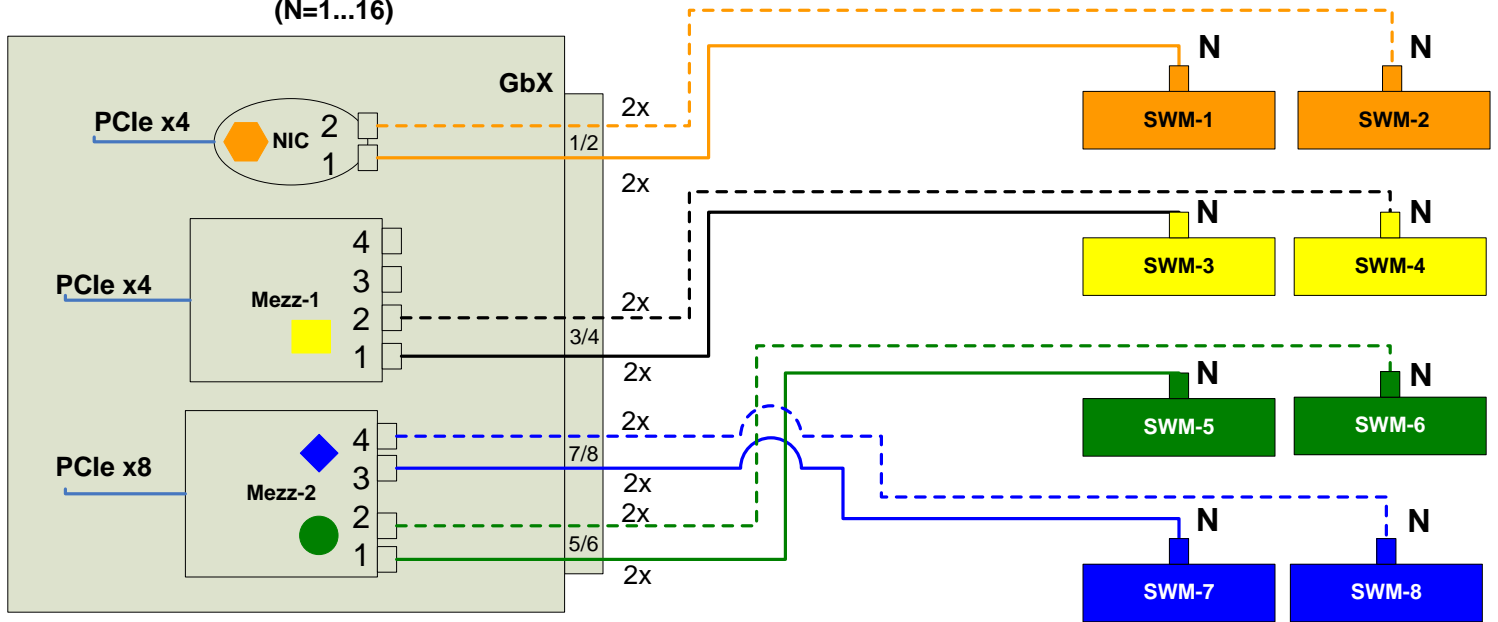 (N=1...16)
GbX
PCIe x4
NIC
2
1
2x
1/2
2x
N
N
SWM-1
SWM-2
PCIe x4
Mezz-1
4
3
2
1
2x
3/4
2x
N
N
SWM-3
SWM-4
PCIe x8
Mezz-2
4
3
2
1
2x
7/8
2x
2x
5/6
2x
N
N
SWM-5
SWM-6
N
N
SWM-7
SWM-8